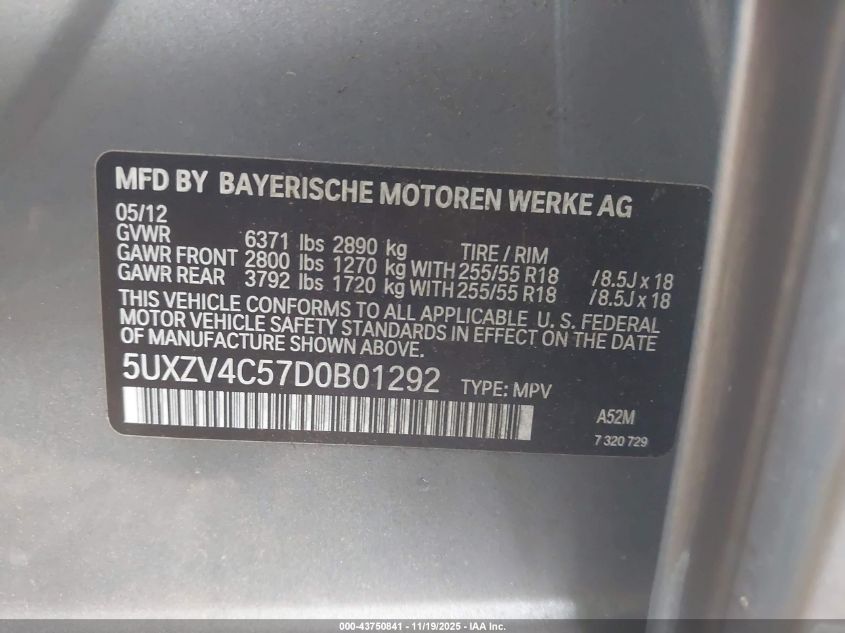 MFD BY BAYERISCHE MOTOREN WERKE AG
05/12
GVWR 6371 lbs 2890 kg TIRE / RIM
GAWR FRONT 2800 lbs 1270 kg WITH 255/55 R18 / 8.5J x 18
GAWR REAR 3792 lbs 1720 kg WITH 255/55 R18 / 8.5J x 18
THIS VEHICLE CONFORMS TO ALL APPLICABLE U. S. FEDERAL
MOTOR VEHICLE SAFETY STANDARDS IN EFFECT ON THE DATE
OF MANUFACTURE SHOWN ABOVE.
5UXZV4C57D0B01292 TYPE: MPV
A52M
7 320 729
000-43750841 - 11/19/2025 - IAA Inc.